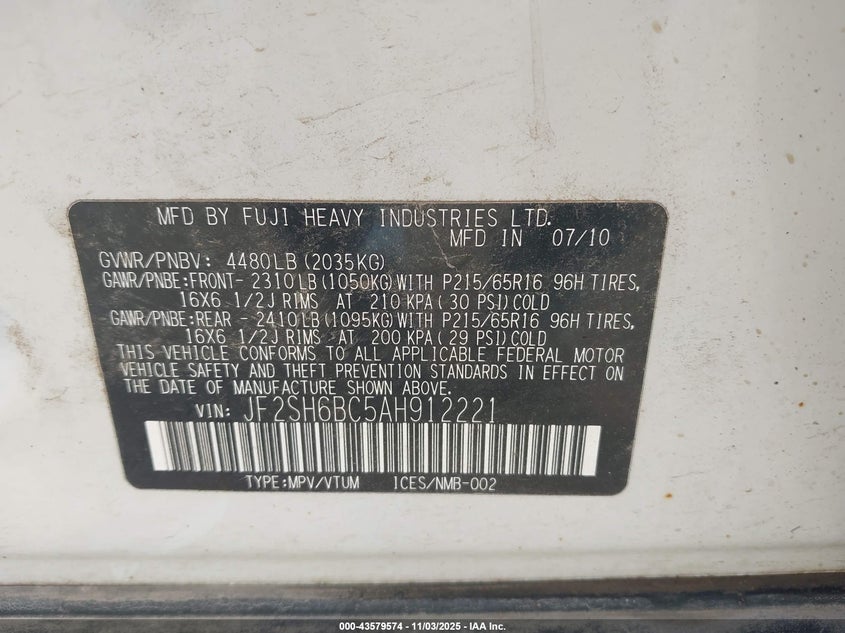 MFD BY FUJI HEAVY INDUSTRIES LTD.
MFD IN 07/10
GVWR/PNBV: 4480LB (2035KG)
GAWR/PNBE:FRONT- 2310LB(1050KG)WITH P215/65R16 96H TIRES,
16X6 1/2J RIMS AT 210 KPA( 30 PSI)COLD
GAWR/PNBE:REAR - 2410LB(1095KG)WITH P215/65R16 96H TIRES,
16X6 1/2J RIMS AT 200 KPA( 29 PSI)COLD
THIS VEHICLE CONFORMS TO ALL APPLICABLE FEDERAL MOTOR
VEHICLE SAFETY AND THEFT PREVENTION STANDARDS IN EFFECT ON
THE DATE OF MANUFACTURE SHOWN ABOVE.
VIN: JF2SH6BC5AH912221
TYPE:MPV/VTUM ICES/NMB-002
000-43579574 - 11/03/2025 - IAA Inc.